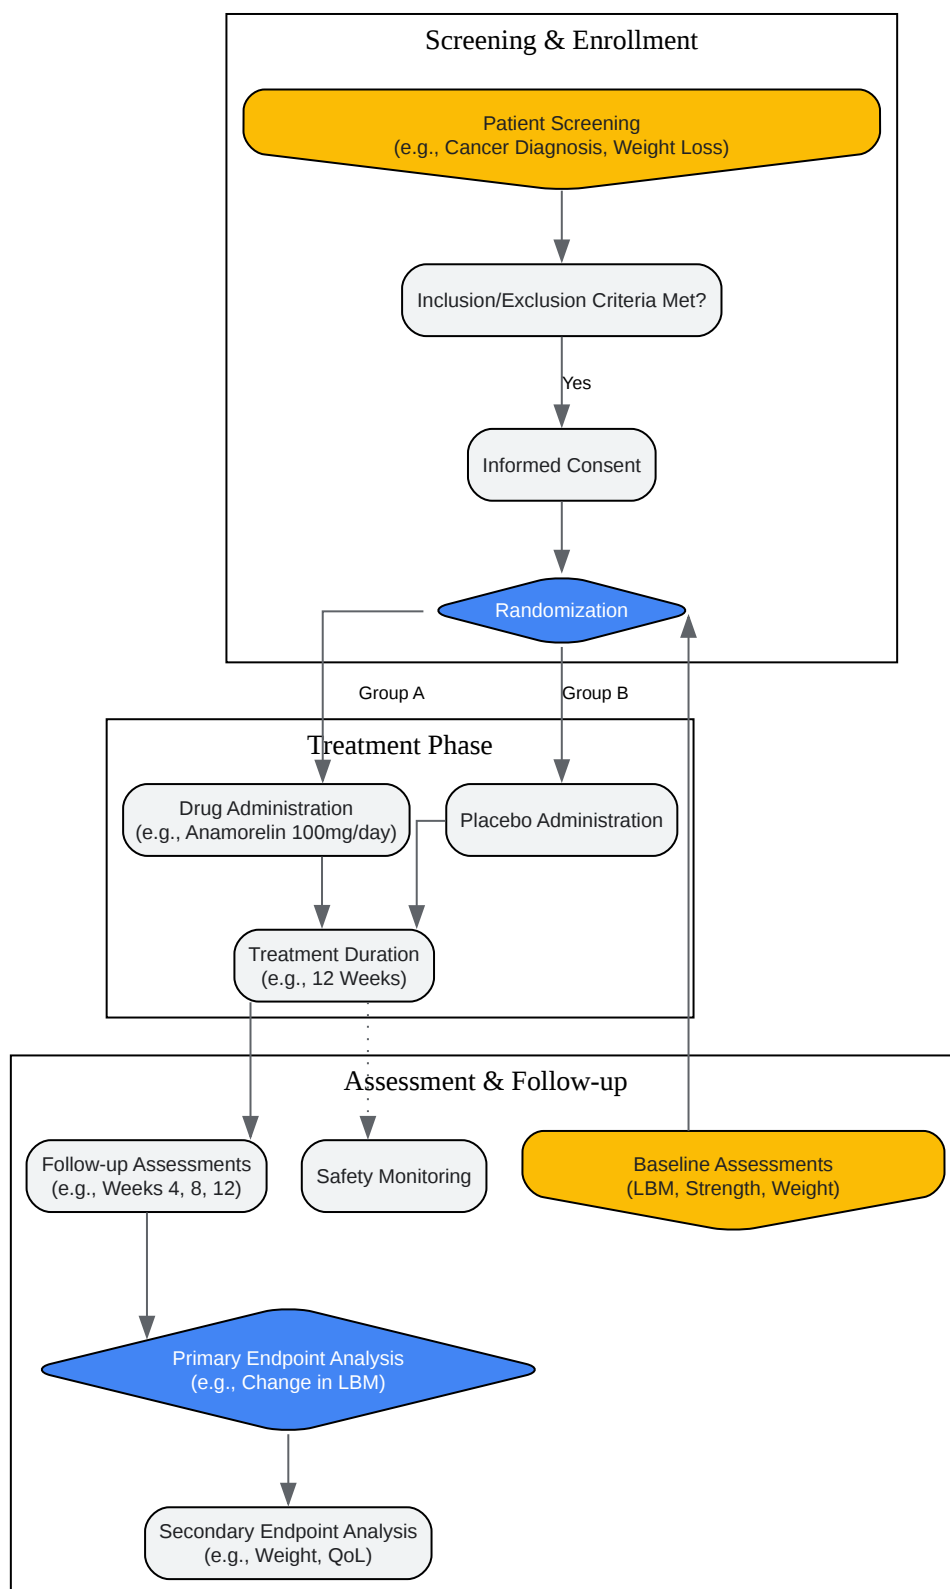 Screening & Enrollment
Patient Screening
(e.g., Cancer Diagnosis, Weight Loss)
Inclusion/Exclusion Criteria Met?
Yes
Informed Consent
Randomization
Group A
Group B
Treatment Phase
Drug Administration
(e.g., Anamorelin 100mg/day)
Placebo Administration
Treatment Duration
(e.g., 12 Weeks)
Assessment & Follow-up
Follow-up Assessments
(e.g., Weeks 4, 8, 12)
Safety Monitoring
Baseline Assessments
(LBM, Strength, Weight)
Primary Endpoint Analysis
(e.g., Change in LBM)
Secondary Endpoint Analysis
(e.g., Weight, QoL)